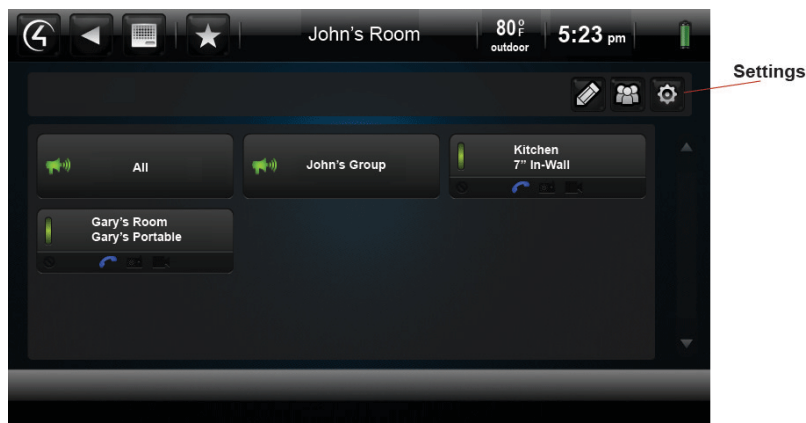 John's Room
80°F
outdoor
5:23 pm
Settings
All
John's Group
Kitchen
7" In-Wall
Gary's Room
Gary's Portable